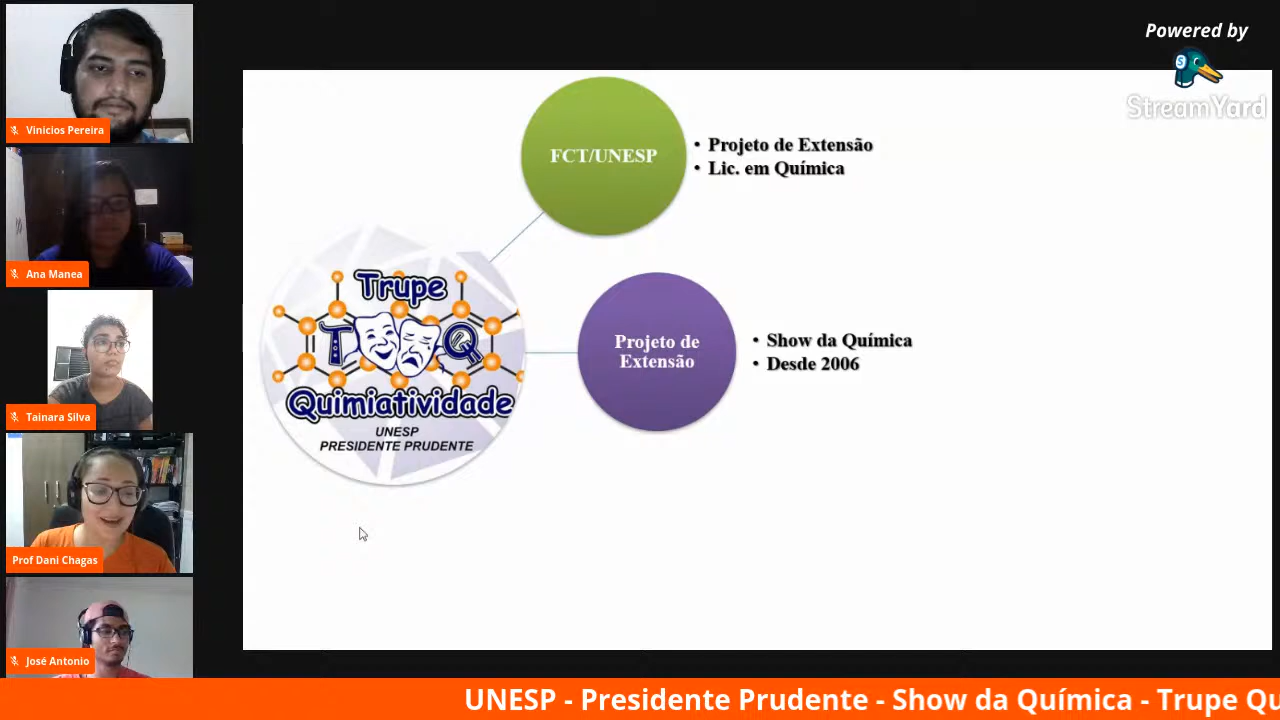 Powered by
StreamYard
Vinicios Pereira
Ana Manea
Tainara Silva
Prof Dani Chagas
José Antonio
FCT/UNESP
• Projeto de Extensão
• Lic. em Química
Trupe
TQ
Quimiatividade
UNESP
PRESIDENTE PRUDENTE
Projeto de
Extensão
• Show da Química
• Desde 2006
UNESP - Presidente Prudente - Show da Química - Trupe Qu